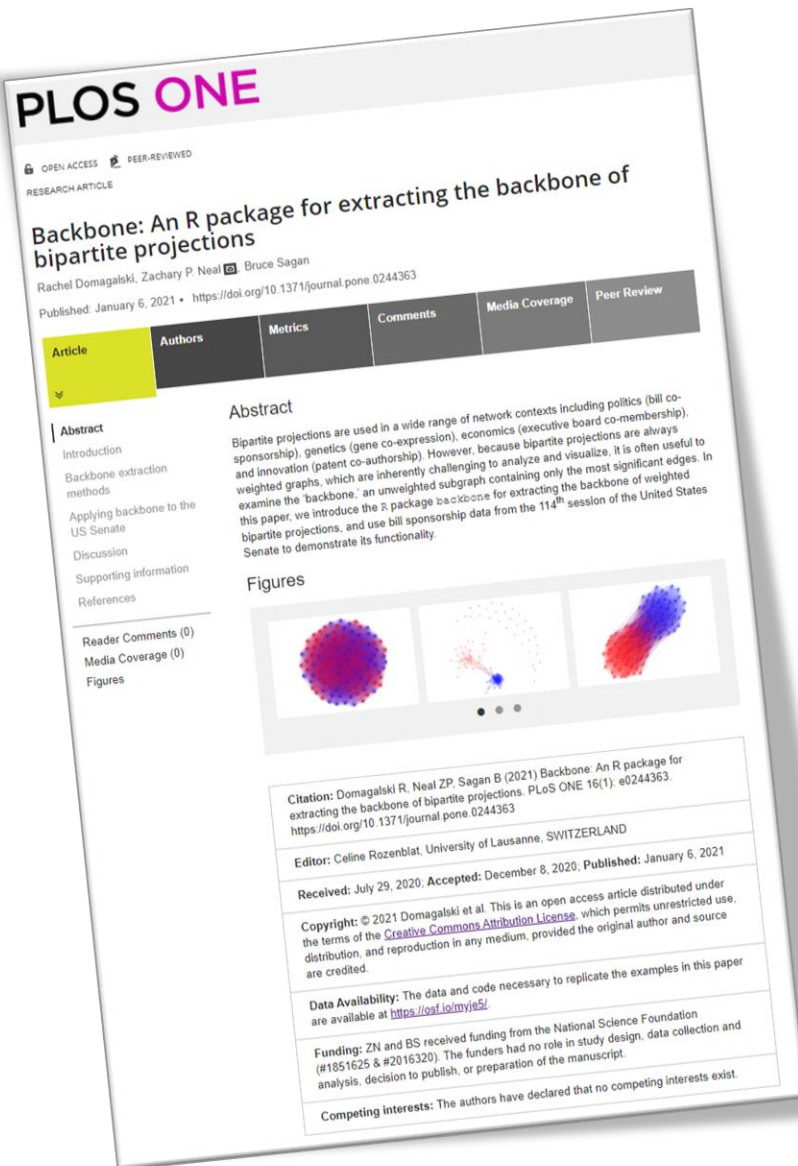 PLOS ONE
OPEN ACCESS PEER-REVIEWED
RESEARCH ARTICLE
Backbone: An R package for extracting the backbone of
bipartite projections
Rachel Domagalski, Zachary P. Neal, Bruce Sagan
Published: January 6, 2021 • https://doi.org/10.1371/journal.pone.0244363
Article
Authors
Metrics
Comments
Media Coverage
Peer Review
Abstract
Introduction
Backbone extraction
methods
Applying backbone to the
US Senate
Discussion
Supporting information
References
Reader Comments (0)
Media Coverage (0)
Figures
Abstract
Bipartite projections are used in a wide range of network contexts including politics (bill co-
sponsorship), genetics (gene co-expression), economics (executive board co-membership),
and innovation (patent co-authorship). However, because bipartite projections are always
weighted graphs, which are inherently challenging to analyze and visualize, it is often useful to
examine the ‘backbone,’ an unweighted subgraph containing only the most significant edges. In
this paper, we introduce the R package backbone for extracting the backbone of weighted
bipartite projections, and use bill sponsorship data from the 114th session of the United States
Senate to demonstrate its functionality.
Figures
Citation: Domagalski R, Neal ZP, Sagan B (2021) Backbone: An R package for
extracting the backbone of bipartite projections. PLoS ONE 16(1): e0244363.
https://doi.org/10.1371/journal.pone.0244363
Editor: Celine Rozenblat, University of Lausanne, SWITZERLAND
Received: July 29, 2020; Accepted: December 8, 2020; Published: January 6, 2021
Copyright: © 2021 Domagalski et al. This is an open access article distributed under
the terms of the Creative Commons Attribution License, which permits unrestricted use,
distribution, and reproduction in any medium, provided the original author and source
are credited.
Data Availability: The data and code necessary to replicate the examples in this paper
are available at https://osf.io/myje5/.
Funding: ZN and BS received funding from the National Science Foundation
(#1851625 & #2016320). The funders had no role in study design, data collection and
analysis, decision to publish, or preparation of the manuscript.
Competing interests: The authors have declared that no competing interests exist.